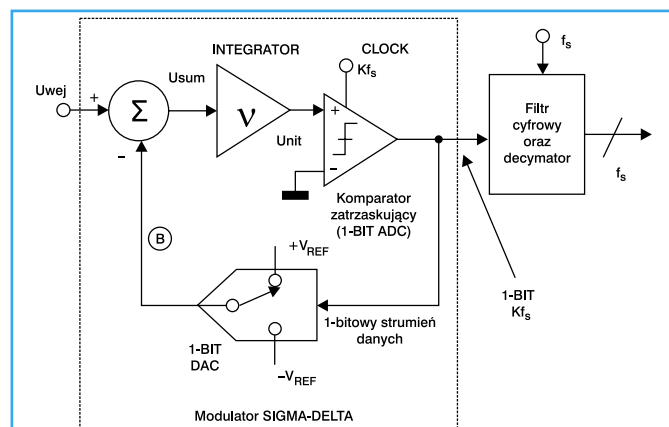 INTEGRATOR
CLOCK
Kfs
fs
Uwej
+
Usum
Σ
ν
Unit
+
-
-
Filtr
cyfrowy
oraz
decymator
fs
Komparator
zatrzaskujący
(1-BIT ADC)
B
+VREF
1-BIT
Kfs
1-BIT
DAC
1-bitowy strumień
danych
–VREF
Modulator SIGMA-DELTA